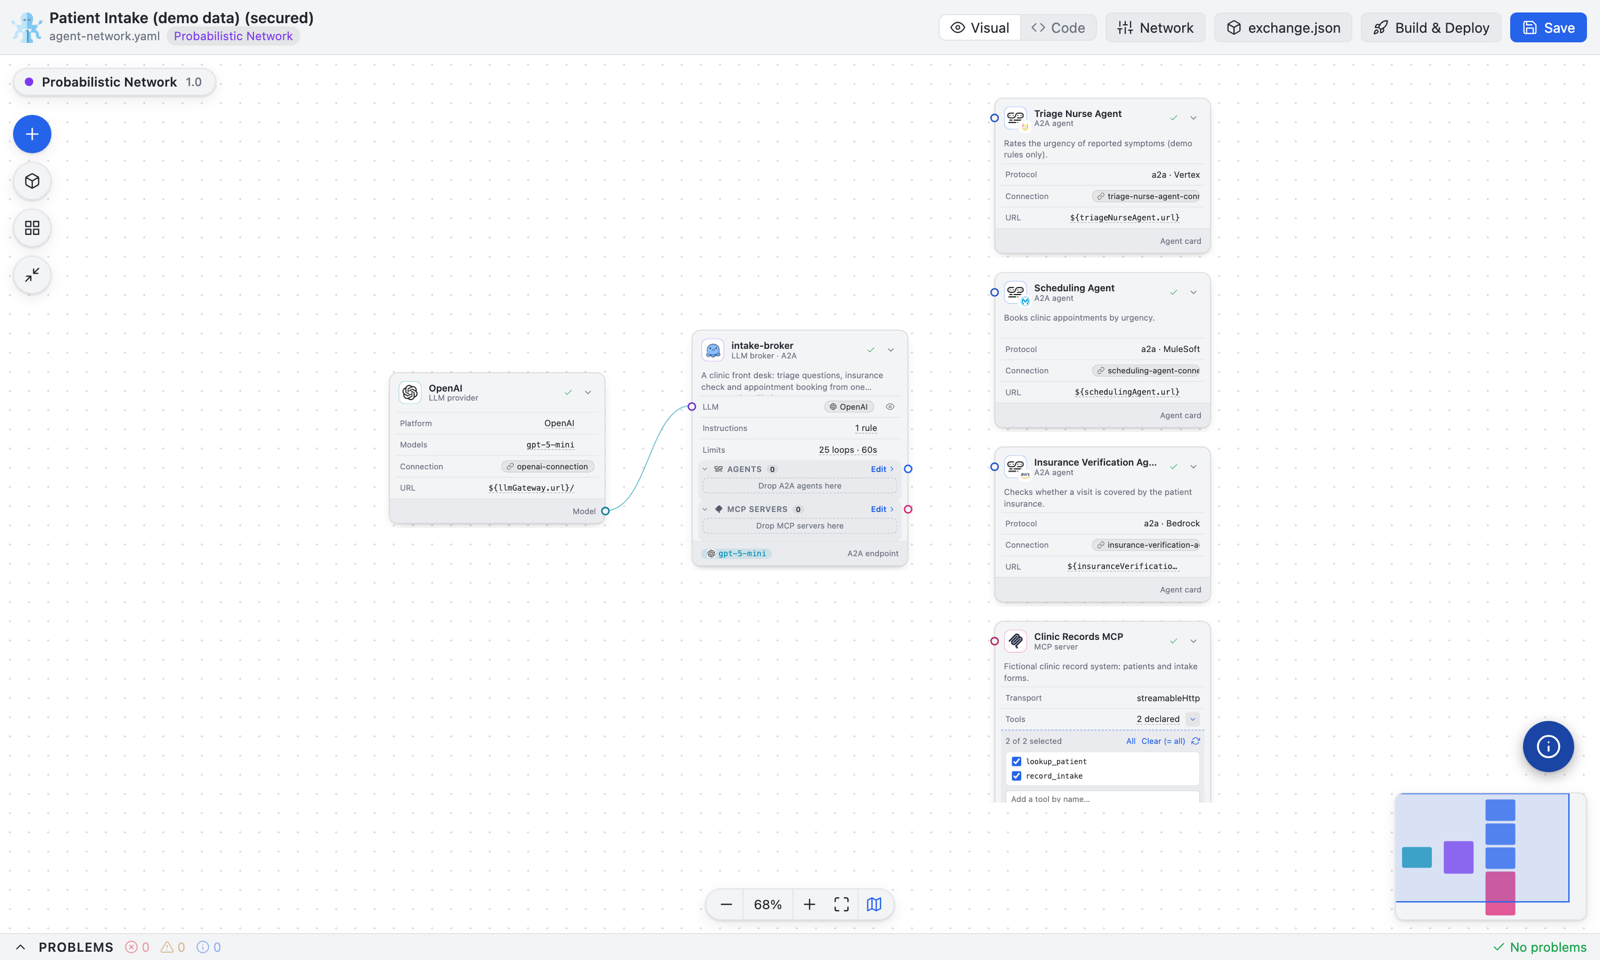 Patient Intake (demo data) (secured)
agent-network.yaml Probabilistic Network
Visual Code Network exchange.json Build & Deploy Save
Probabilistic Network 1.0
OpenAI
LLM provider
Platform OpenAI
Models gpt-5-mini
Connection openai-connection
URL ${llmGateway.url}/
Model
intake-broker
LLM broker · A2A
A clinic front desk: triage questions, insurance
check and appointment booking from one...
LLM OpenAI
Instructions 1 rule
Limits 25 loops · 60s
AGENTS 0 Edit
Drop A2A agents here
MCP SERVERS 0 Edit
Drop MCP servers here
gpt-5-mini A2A endpoint
Triage Nurse Agent
A2A agent
Rates the urgency of reported symptoms (demo
rules only).
Protocol a2a · Vertex
Connection triage-nurse-agent-conn
URL ${triageNurseAgent.url}
Agent card
Scheduling Agent
A2A agent
Books clinic appointments by urgency.
Protocol a2a · MuleSoft
Connection scheduling-agent-conne
URL ${schedulingAgent.url}
Agent card
Insurance Verification Ag...
A2A agent
Checks whether a visit is covered by the patient
insurance.
Protocol a2a · Bedrock
Connection insurance-verification-a
URL ${insuranceVerificatio...
Agent card
Clinic Records MCP
MCP server
Fictional clinic record system: patients and intake
forms.
Transport streamableHttp
Tools 2 declared
2 of 2 selected All Clear (= all)
lookup_patient
record_intake
Add a tool by name...
68%
PROBLEMS 0 0 0 No problems